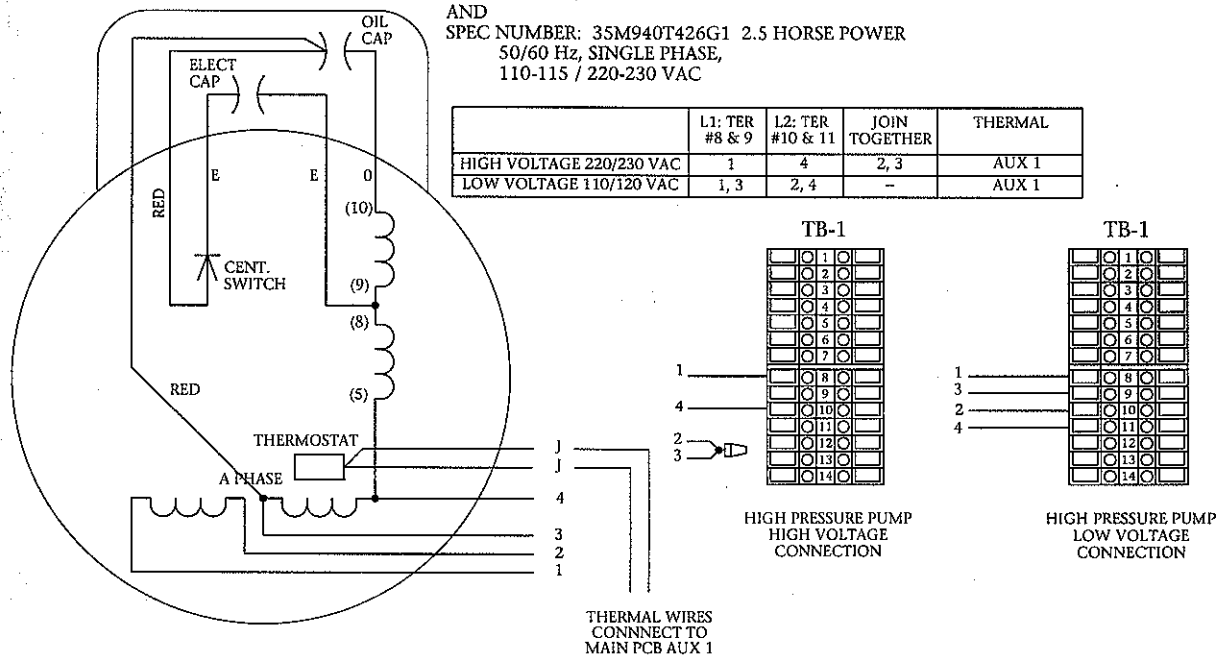 AND
SPEC NUMBER: 35M940T426G1 2.5 HORSE POWER
50/60 Hz, SINGLE PHASE,
110-115 / 220-230 VAC
OIL
CAP
ELECT
CAP
L1: TER
#8 & 9
L2: TER
#10 & 11
JOIN
TOGETHER
THERMAL
HIGH VOLTAGE 220/230 VAC 1 4 2, 3 AUX 1
LOW VOLTAGE 110/120 VAC 1, 3 2, 4 – AUX 1
RED
E
E
0
(10)
CENT.
SWITCH
(9)
(8)
(5)
RED
THERMOSTAT
A PHASE
J
J
4
3
2
1
THERMAL WIRES
CONNNECT TO
MAIN PCB AUX 1
TB-1
1
2
3
4
5
6
7
8
9
10
11
12
13
14
1
4
2
3
HIGH PRESSURE PUMP
HIGH VOLTAGE
CONNECTION
TB-1
1
2
3
4
5
6
7
8
9
10
11
12
13
14
1
3
2
4
HIGH PRESSURE PUMP
LOW VOLTAGE
CONNECTION